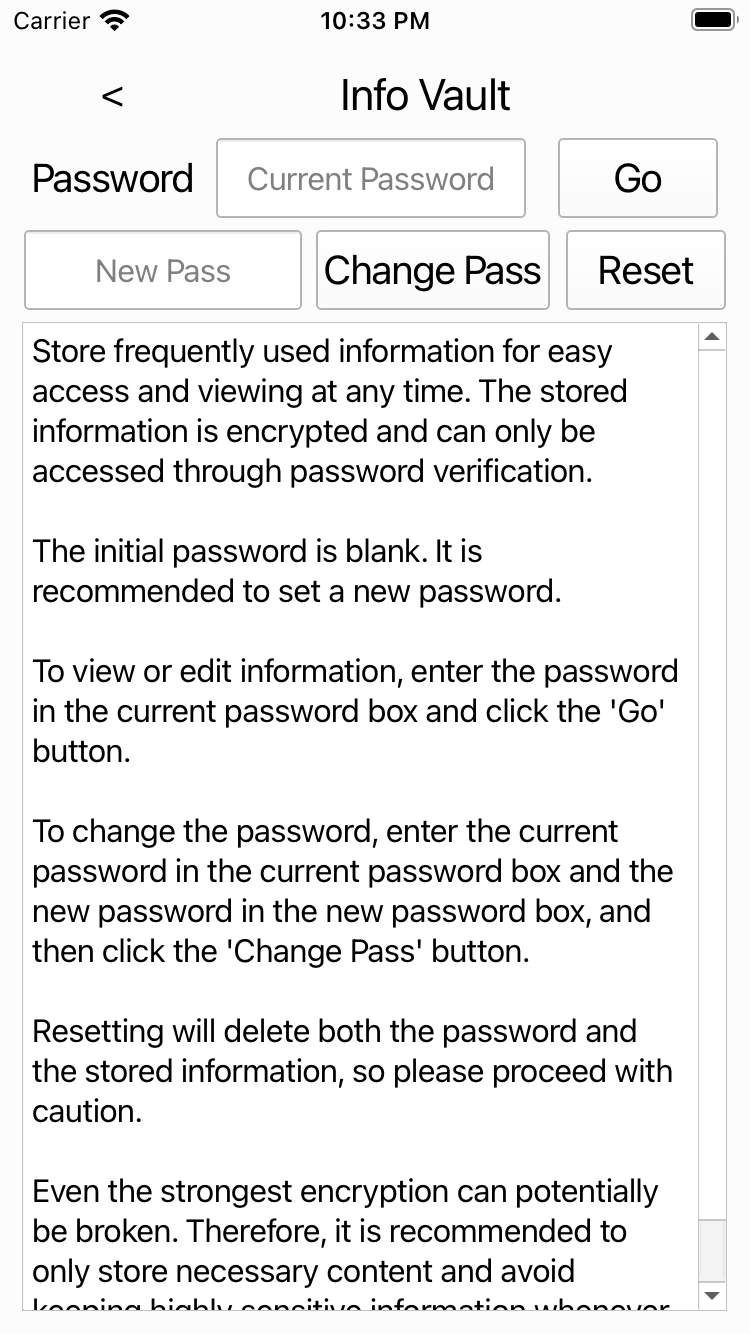 Carrier 10:33 PM
< Info Vault
Password Current Password Go
New Pass Change Pass Reset
Store frequently used information for easy
access and viewing at any time. The stored
information is encrypted and can only be
accessed through password verification.
The initial password is blank. It is
recommended to set a new password.
To view or edit information, enter the password
in the current password box and click the 'Go'
button.
To change the password, enter the current
password in the current password box and the
new password in the new password box, and
then click the 'Change Pass' button.
Resetting will delete both the password and
the stored information, so please proceed with
caution.
Even the strongest encryption can potentially
be broken. Therefore, it is recommended to
only store necessary content and avoid
keeping highly sensitive information whenever